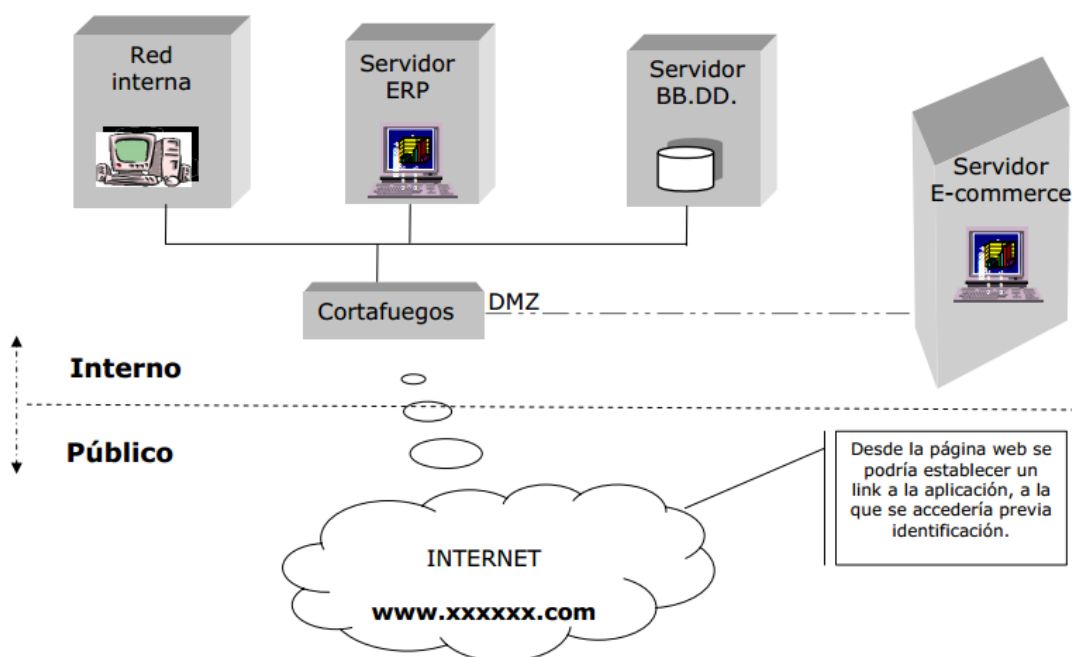 Red
interna
Servidor
ERP
Servidor
BB.DD.
Servidor
E-commerce
Cortafuegos
DMZ
Interno
Público
Desde la página web se
podría establecer un
link a la aplicación, a la
que se accedería previa
identificación.
INTERNET
www.xxxxxx.com